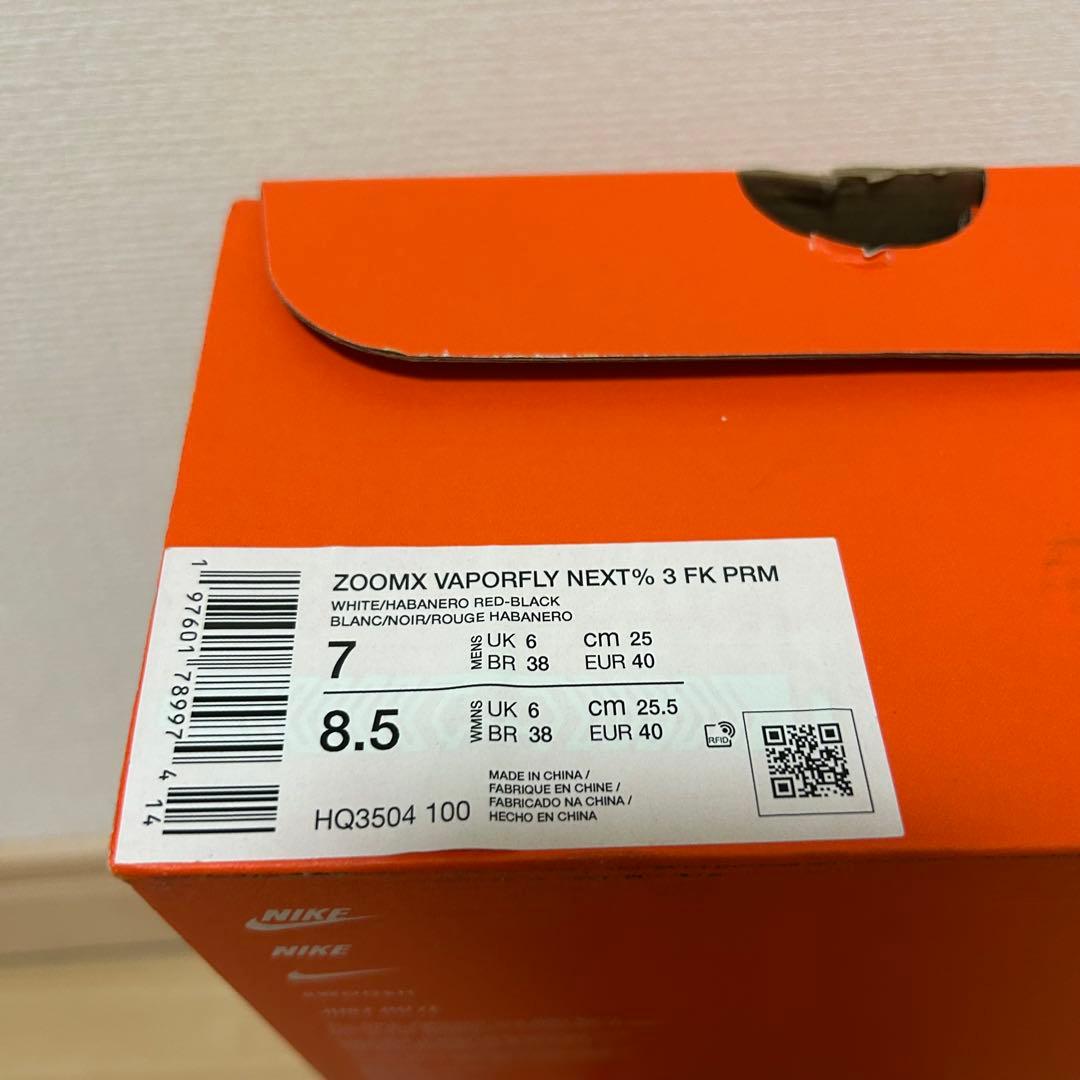 ZOOMX VAPORFLY NEXT% 3 FK PRM
WHITE/HABANERO RED-BLACK
BLANC/NOIR/ROUGE HABANERO
7 MENS UK 6 cm 25
BR 38 EUR 40
8.5 WMNS UK 6 cm 25.5
BR 38 EUR 40
RFID
MADE IN CHINA /
FABRIQUE EN CHINE /
FABRICADO NA CHINA /
HECHO EN CHINA
HQ3504 100
1 97601 78997 4 14
NIKE
NIKE